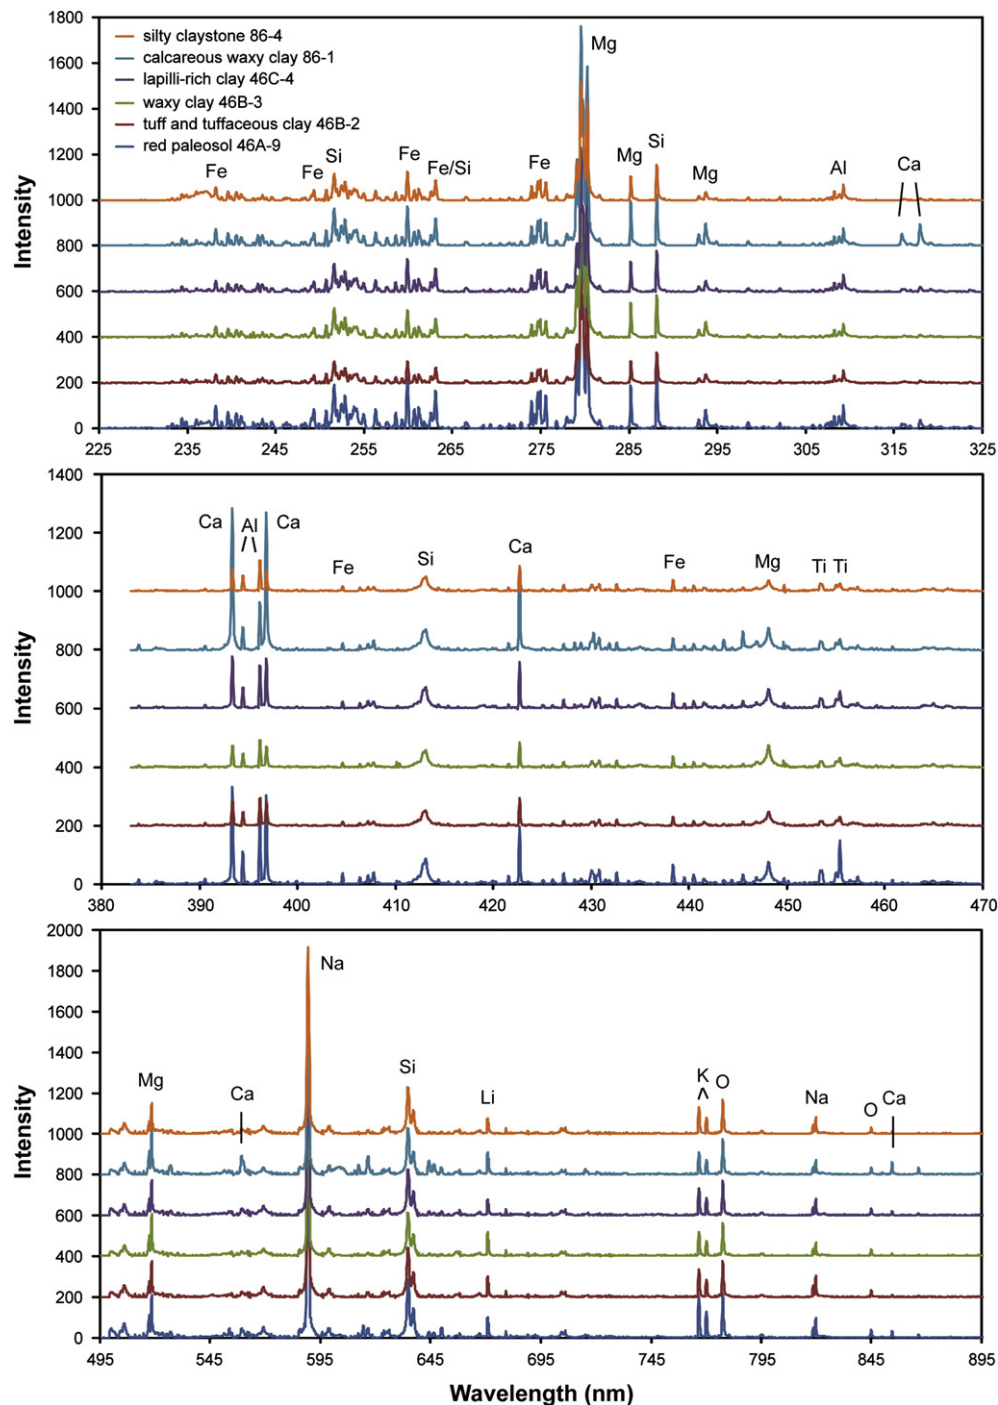 1800
1600
1400
1200
1000
800
600
400
200
0
Intensity
silty claystone 86-4
calcareous waxy clay 86-1
lapilli-rich clay 46C-4
waxy clay 46B-3
tuff and tuffaceous clay 46B-2
red paleosol 46A-9
Mg
Fe Fe Si Fe Fe/Si Fe Mg Si Mg Al Ca
225 235 245 255 265 275 285 295 305 315 325
1400
1200
1000
800
600
400
200
0
Intensity
Ca Al Ca Fe Si Ca Fe Mg Ti Ti
380 390 400 410 420 430 440 450 460 470
2000
1800
1600
1400
1200
1000
800
600
400
200
0
Intensity
Na
Mg Ca Si Li K O Na O Ca
495 545 595 645 695 745 795 845 895
Wavelength (nm)